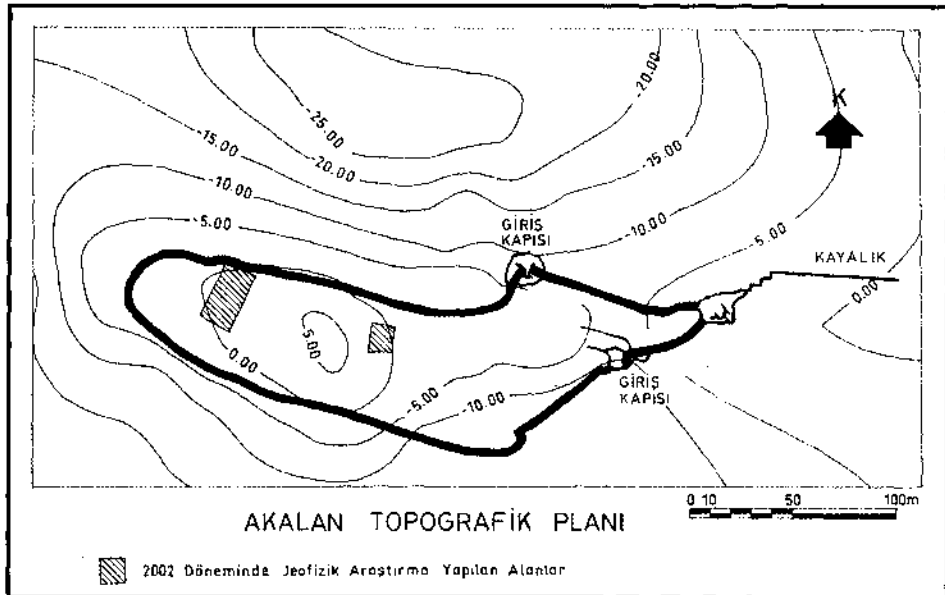 -20.00
-25.00
K
-15.00
-20.00
-15.00
-10.00
GİRİŞ
KAPISI
-10.00
-5.00
-5.00
KAYALIK
0.00
5.00
0.00
-5.00
-10.00
GİRİŞ
KAPISI
0 10 50 100m
AKALAN TOPOGRAFİK PLANI
2002 Döneminde Jeofizik Araştırma Yapılan Alanlar